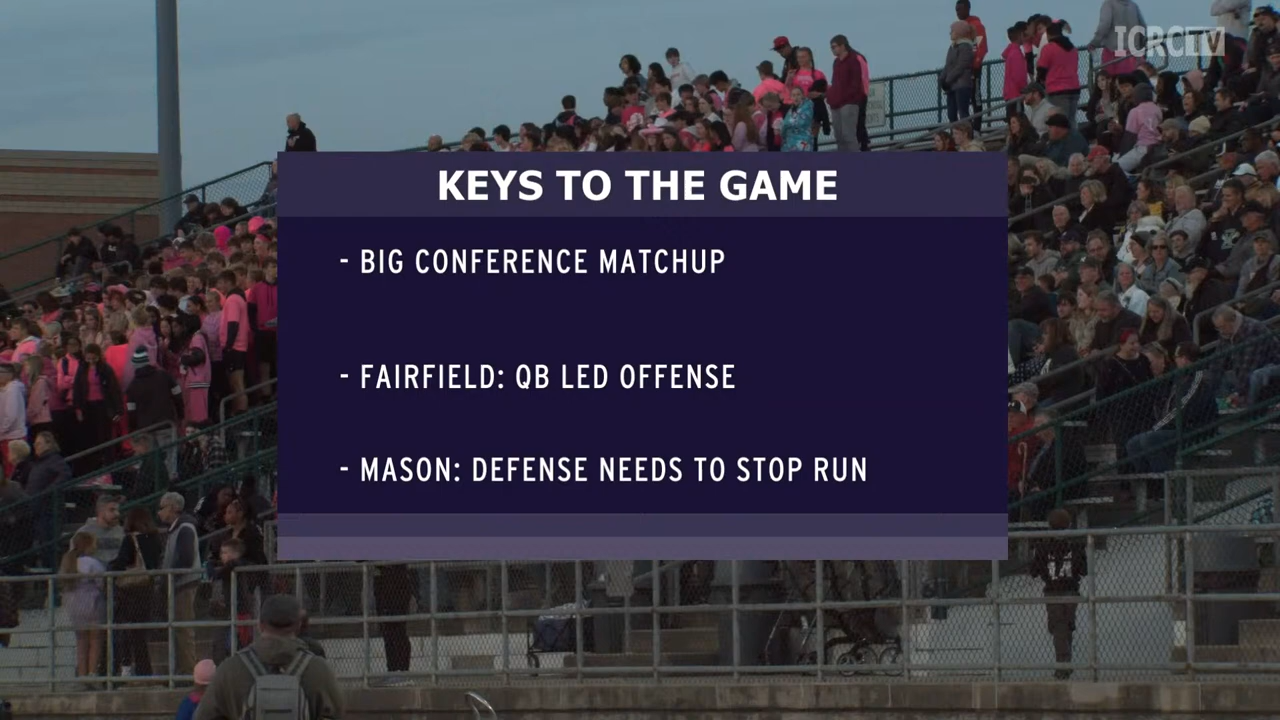 ICRCTV
KEYS TO THE GAME
- BIG CONFERENCE MATCHUP
- FAIRFIELD: QB LED OFFENSE
- MASON: DEFENSE NEEDS TO STOP RUN